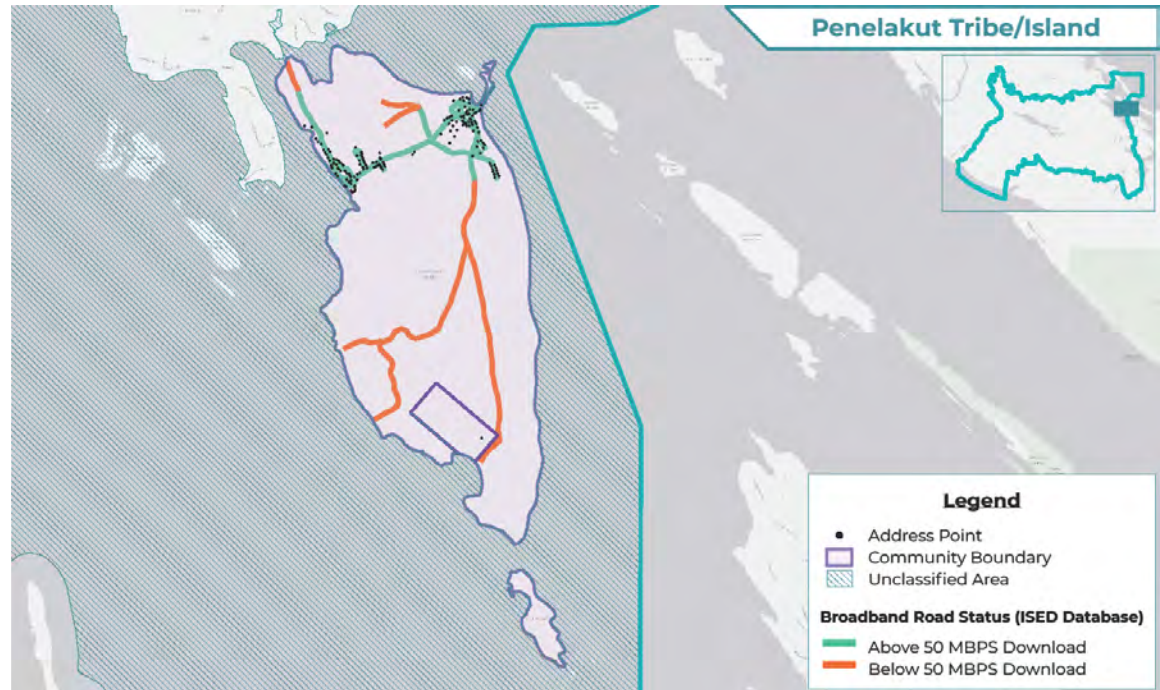 Penelakut Tribe/Island
Legend
Address Point
Community Boundary
Unclassified Area
Broadband Road Status (ISED Database)
Above 50 MBPS Download
Below 50 MBPS Download